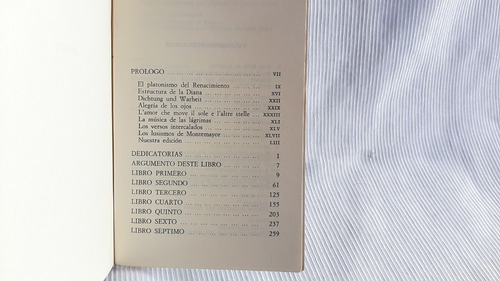 PROLOGO ... ... ... ... ... ... ... ... ... VII
El platonismo del Renacimiento ... ... ... IX
Estructura de la Diana ... ... ... ... ... XVI
Dichtung und Warheit ... ... ... ... ... XXII
Alegría de los ojos ... ... ... ... ... XXIX
L'amor che move il sole e l'altre stelle ... XXXIII
La música de las lágrimas ... ... ... ... XLI
Los versos intercalados ... ... ... ... XLV
Los lusismos de Montemayor ... ... ... XLVII
Nuestra edición ... ... ... ... ... ... LIII
DEDICATORIAS ... ... ... ... ... ... ... 1
ARGUMENTO DESTE LIBRO ... ... ... ... 7
LIBRO PRIMERO ... ... ... ... ... ... ... 9
LIBRO SEGUNDO ... ... ... ... ... ... ... 61
LIBRO TERCERO ... ... ... ... ... ... ... 125
LIBRO CUARTO ... ... ... ... ... ... ... 155
LIBRO QUINTO ... ... ... ... ... ... ... 203
LIBRO SEXTO ... ... ... ... ... ... ... 237
LIBRO SÉPTIMO ... ... ... ... ... ... ... 259